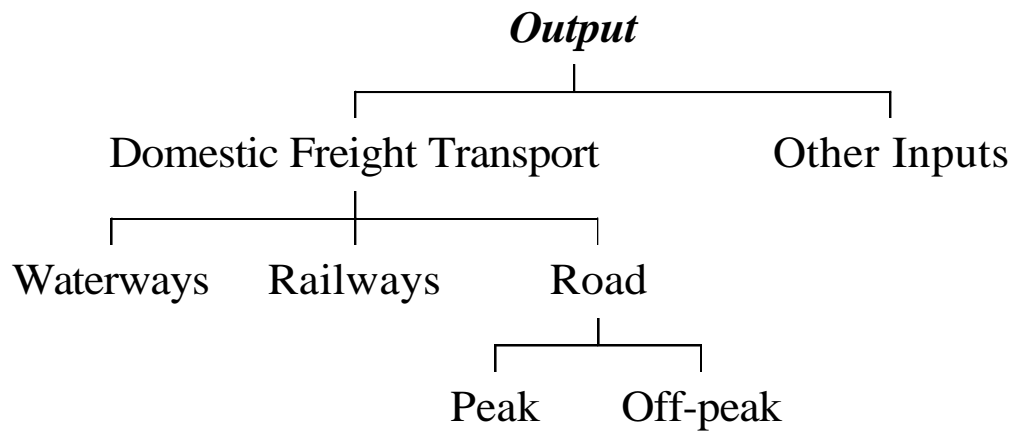 Output
Domestic Freight Transport Other Inputs
Waterways Railways Road
Peak Off-peak